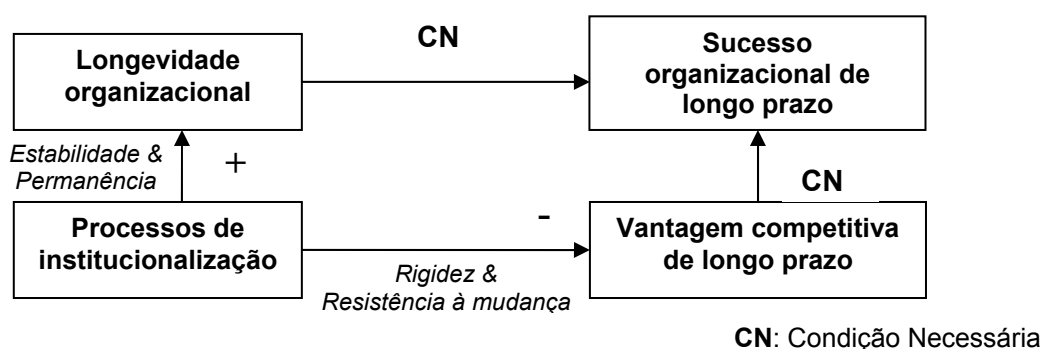 Longevidade
organizacional
CN
Sucesso
organizacional de
longo prazo
Estabilidade &
Permanência
+
CN
Processos de
institucionalização
-
Vantagem competitiva
de longo prazo
Rigidez &
Resistência à mudança
CN: Condição Necessária